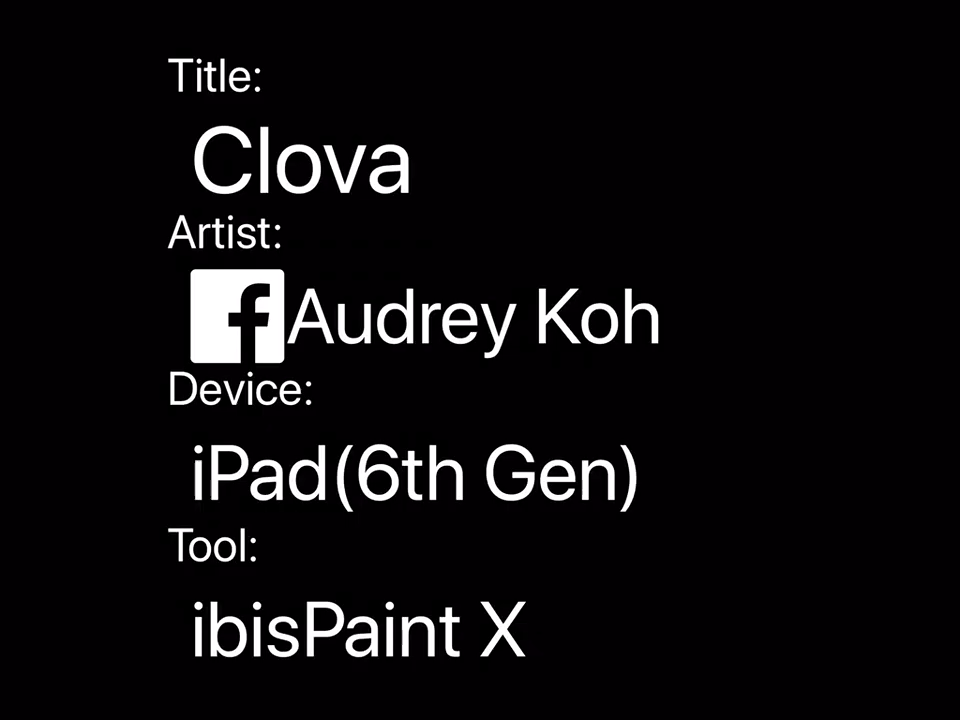 Title:
Clova
Artist:
Audrey Koh
Device:
iPad(6th Gen)
Tool:
ibisPaint X